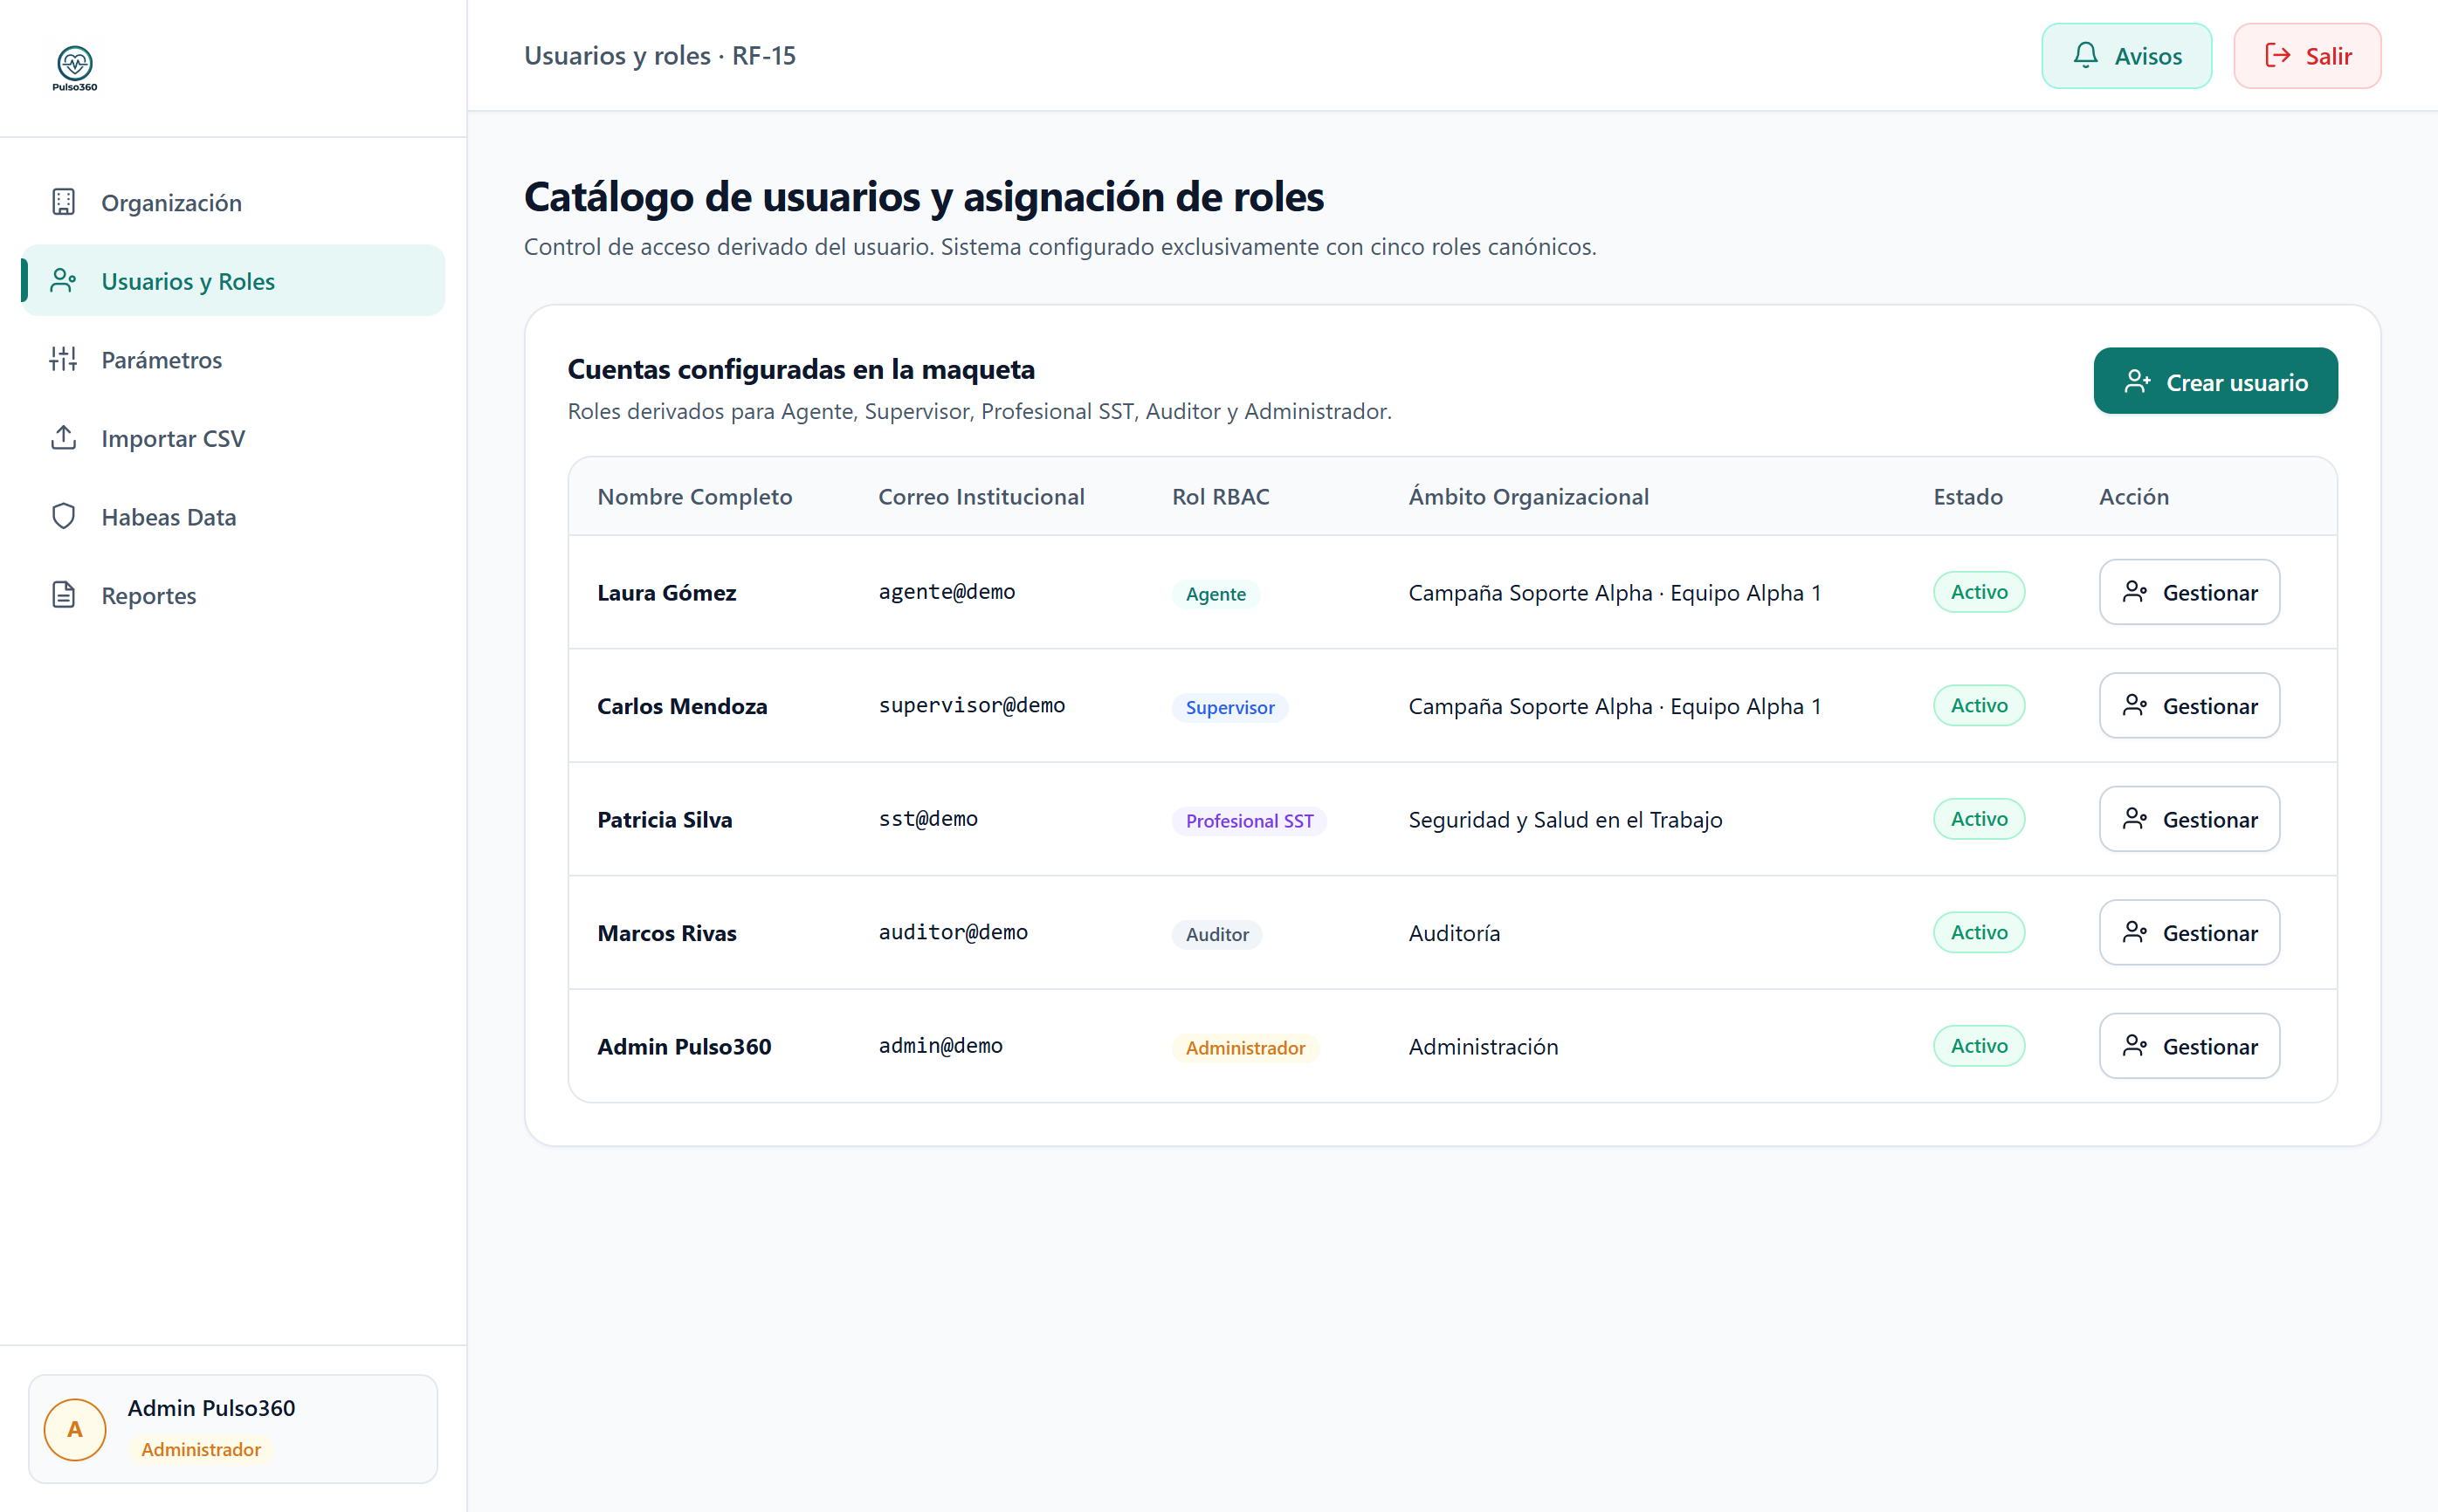 Pulso360
Usuarios y roles · RF-15
Avisos
Salir
Organización
Usuarios y Roles
Parámetros
Importar CSV
Habeas Data
Reportes
Catálogo de usuarios y asignación de roles
Control de acceso derivado del usuario. Sistema configurado exclusivamente con cinco roles canónicos.
Cuentas configuradas en la maqueta
Roles derivados para Agente, Supervisor, Profesional SST, Auditor y Administrador.
Crear usuario
Nombre Completo Correo Institucional Rol RBAC Ámbito Organizacional Estado Acción
Laura Gómez agente@demo Agente Campaña Soporte Alpha · Equipo Alpha 1 Activo Gestionar
Carlos Mendoza supervisor@demo Supervisor Campaña Soporte Alpha · Equipo Alpha 1 Activo Gestionar
Patricia Silva sst@demo Profesional SST Seguridad y Salud en el Trabajo Activo Gestionar
Marcos Rivas auditor@demo Auditor Auditoría Activo Gestionar
Admin Pulso360 admin@demo Administrador Administración Activo Gestionar
A
Admin Pulso360
Administrador